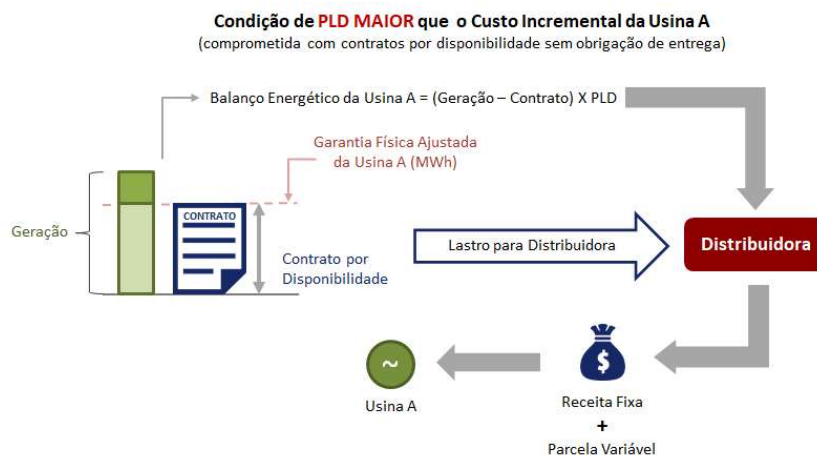 Condição de PLD MAIOR que o Custo Incremental da Usina A
(comprometida com contratos por disponibilidade sem obrigação de entrega)
Balanço Energético da Usina A = (Geração – Contrato) X PLD
Garantia Física Ajustada
da Usina A (MWh)
CONTRATO
Geração
Contrato por
Disponibilidade
Lastro para Distribuidora
Distribuidora
~
$
Usina A
Receita Fixa
+
Parcela Variável